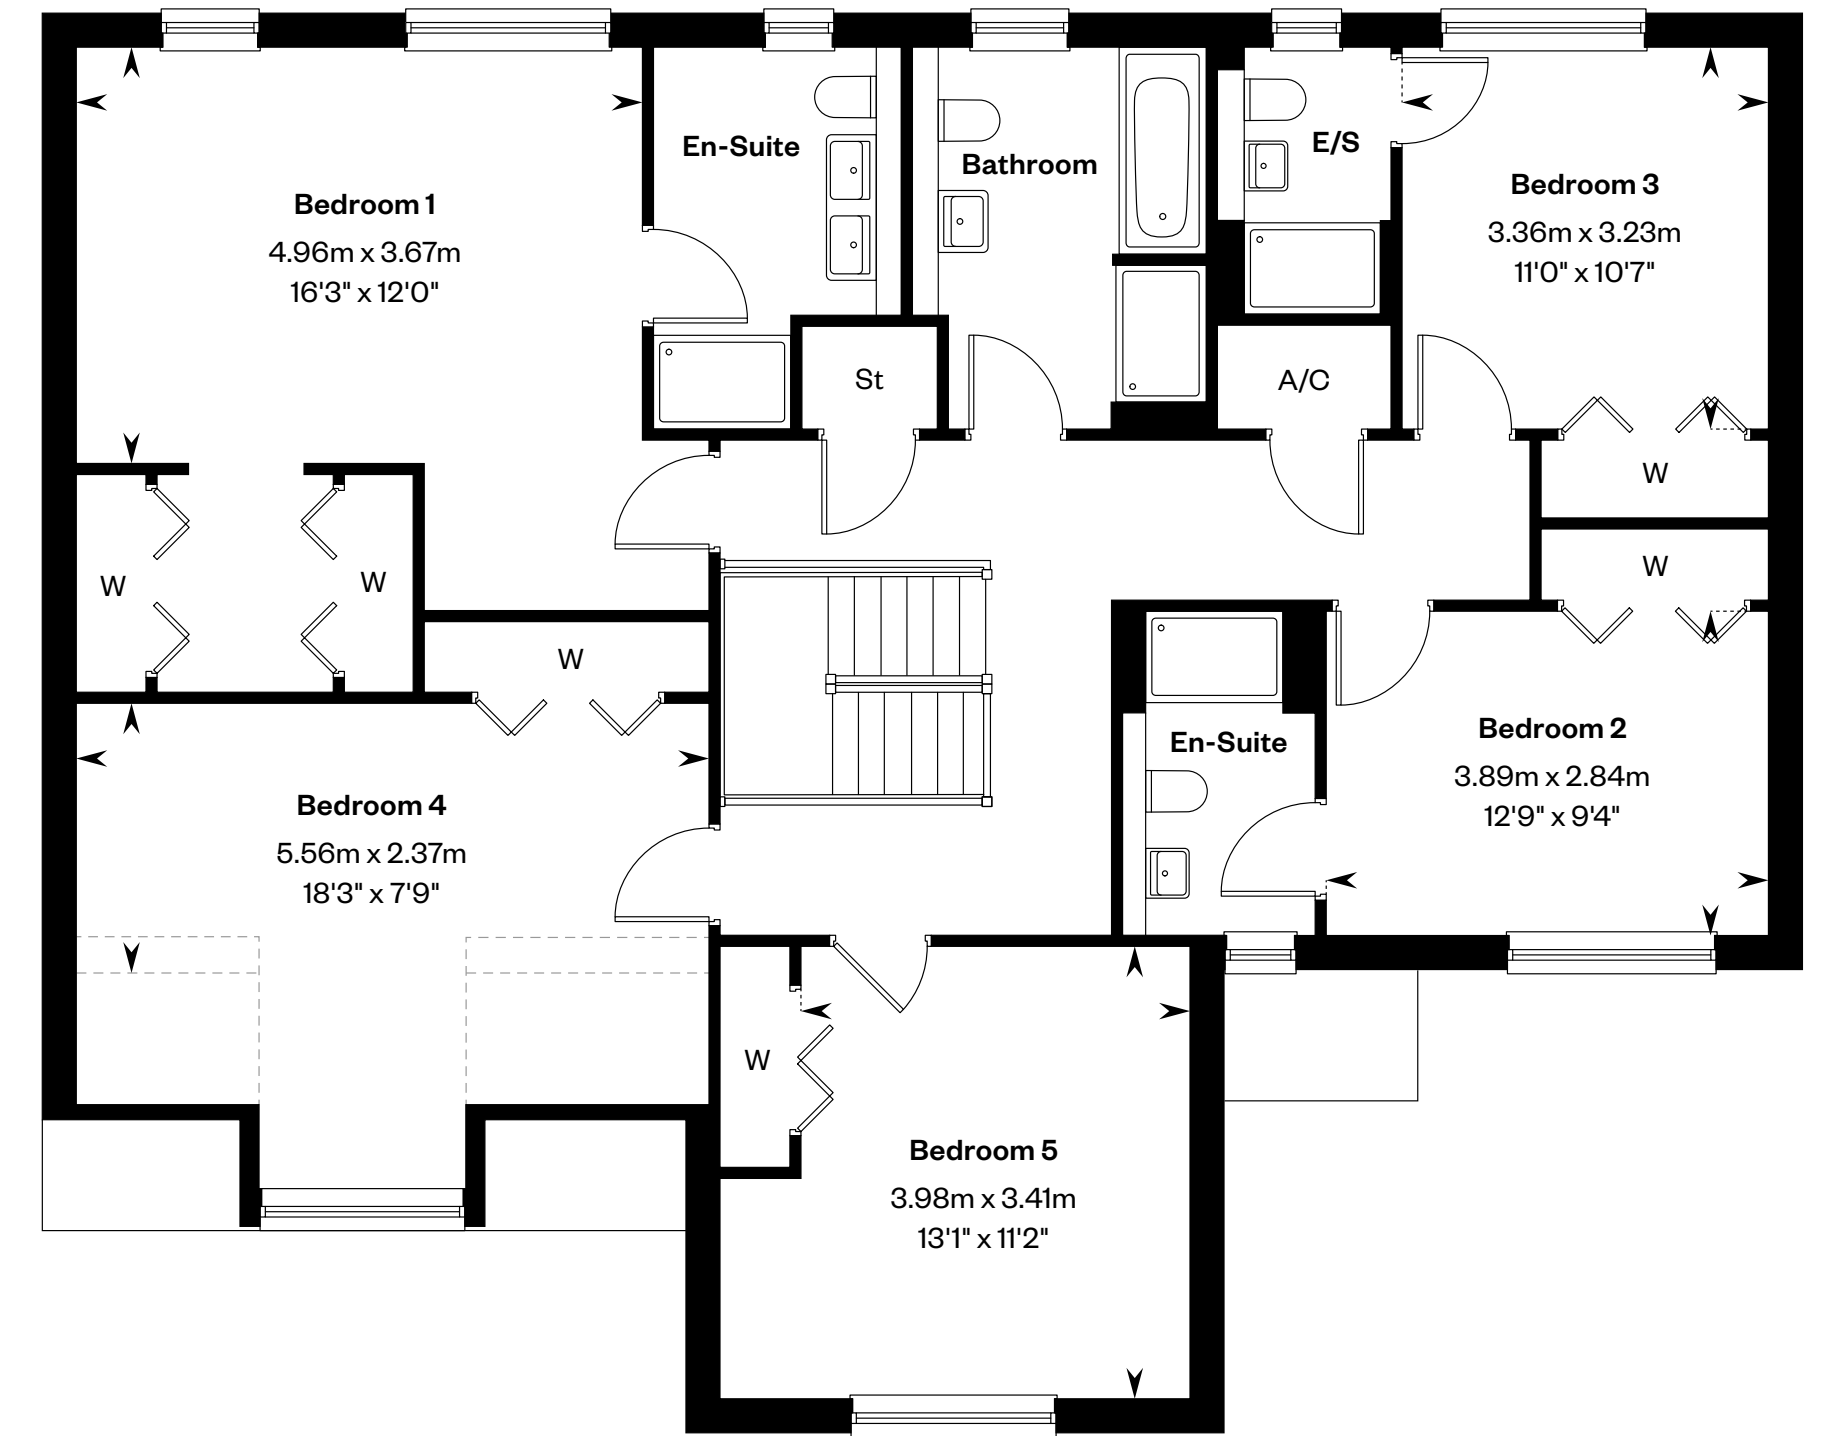 Bedroom 1
4.96m x 3.67m
16'3" x 12'0"
En-Suite
Bathroom
E/S
Bedroom 3
3.36m x 3.23m
11'0" x 10'7"
St
A/C
W
W
W
W
W
En-Suite
Bedroom 2
3.89m x 2.84m
12'9" x 9'4"
Bedroom 4
5.56m x 2.37m
18'3" x 7'9"
W
Bedroom 5
3.98m x 3.41m
13'1" x 11'2"